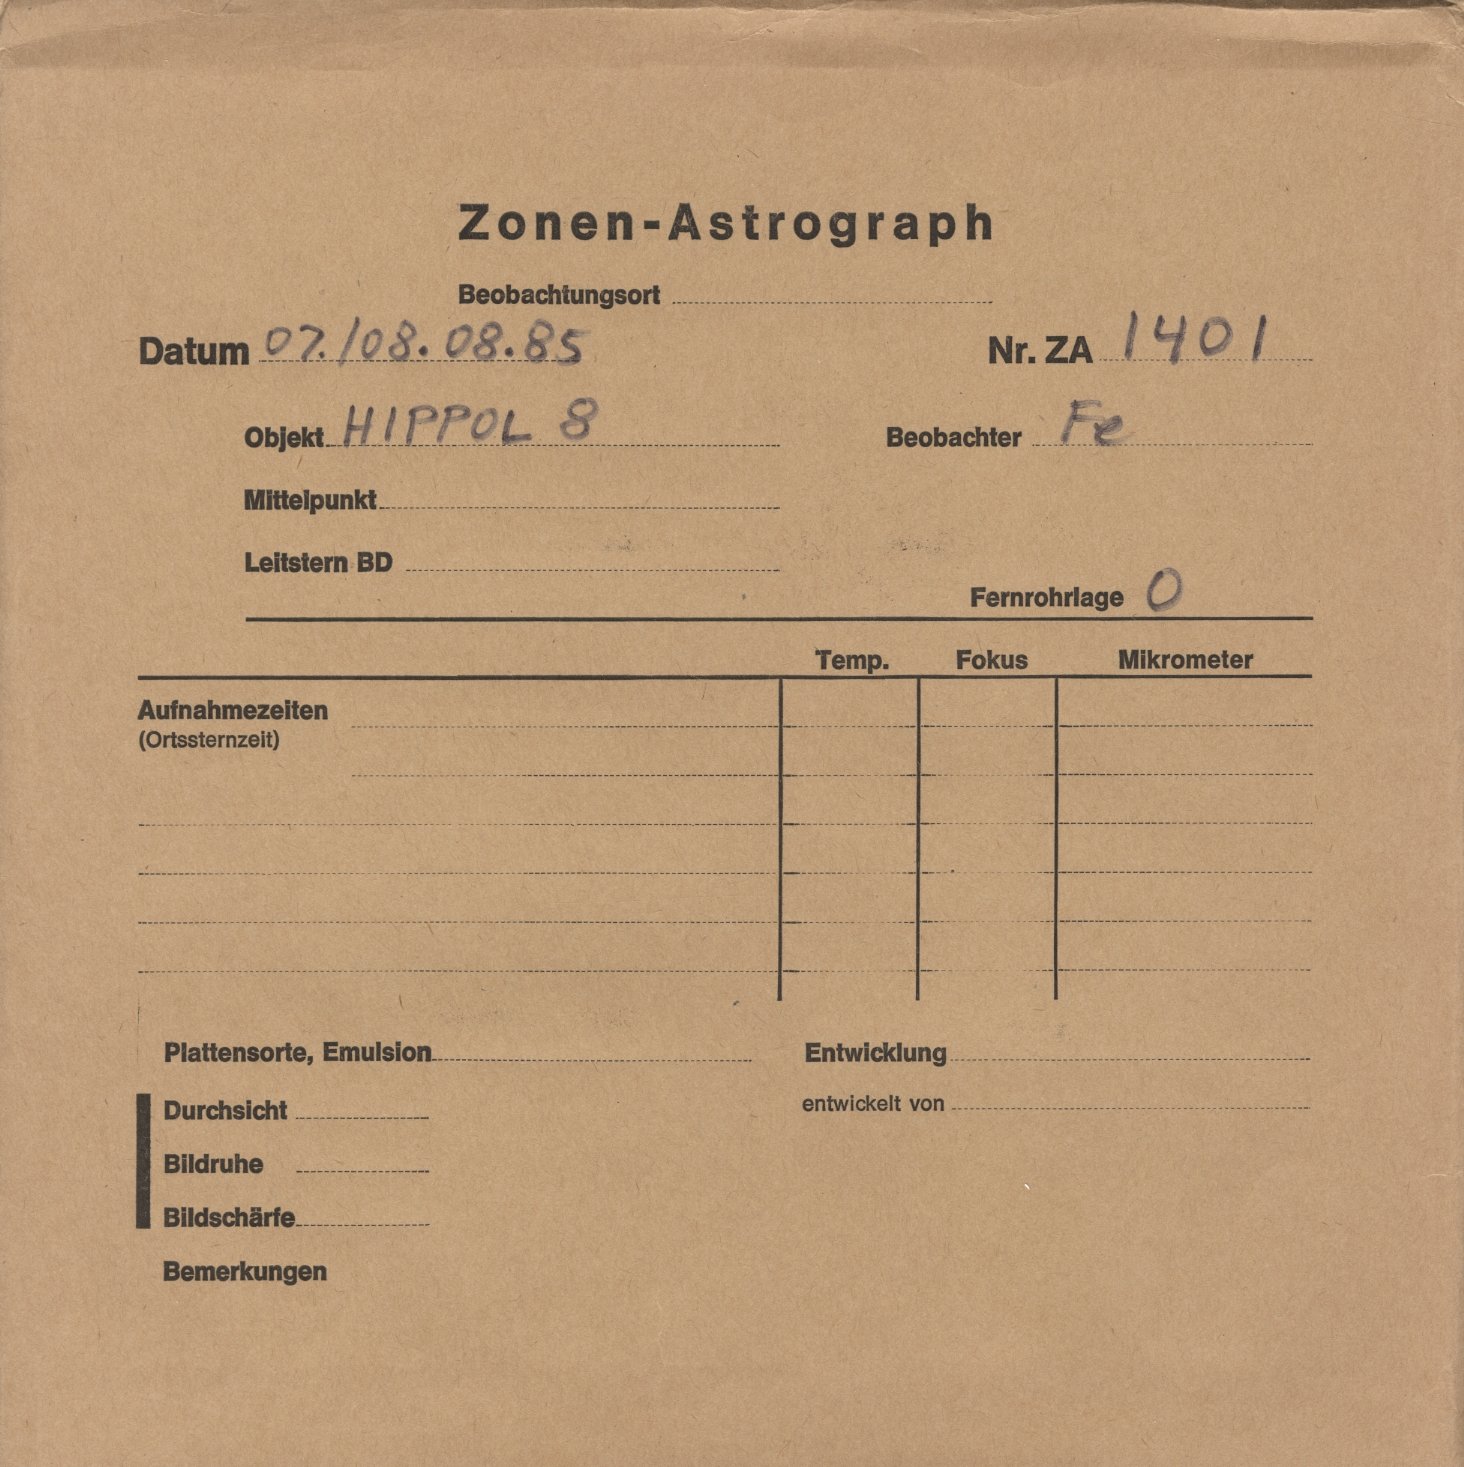 Zonen-Astrograph
Beobachtungsort
Datum 07./08.08.85 Nr. ZA 1401
Objekt HIPPOL 8 Beobachter Fe
Mittelpunkt
Leitstern BD
Fernrohrlage O
Temp. Fokus Mikrometer
Aufnahmezeiten
(Ortssternzeit)
Plattensorte, Emulsion Entwicklung
Durchsicht entwickelt von
Bildruhe
Bildschärfe
Bemerkungen